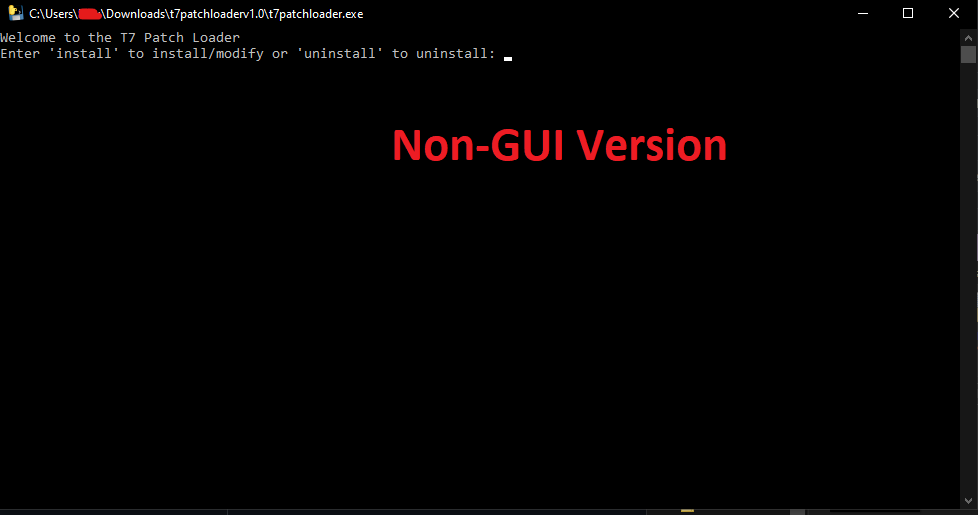 C:\Users\ \Downloads\t7patchloaderv1.0\t7patchloader.exe
Welcome to the T7 Patch Loader
Enter 'install' to install/modify or 'uninstall' to uninstall:
Non-GUI Version